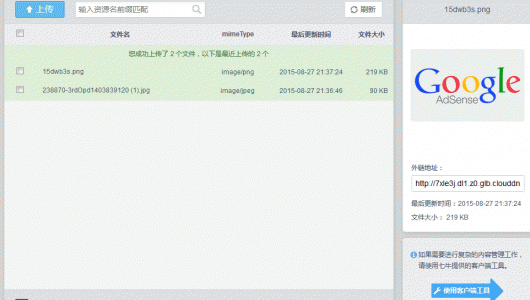 上传
输入资源名前缀匹配
刷新
文件名 mimeType 最后更新时间 文件大小
您成功上传了 2 个文件，以下是最近上传的 2 个
15dwb3s.png image/png 2015-08-27 21:37:24 219 KB
238870-3rdOpd1403839120 (1).jpg image/jpeg 2015-08-27 21:36:46 90 KB
15dwb3s.png
Google
AdSense
外链地址：
http://7xle3j.dl1.z0.glb.clouddn
最后更新时间：2015-08-27 21:37:24
文件大小： 219 KB
如果需要进行复杂的内容管理工作，
请使用七牛提供的客户端工具。
使用客户端工具